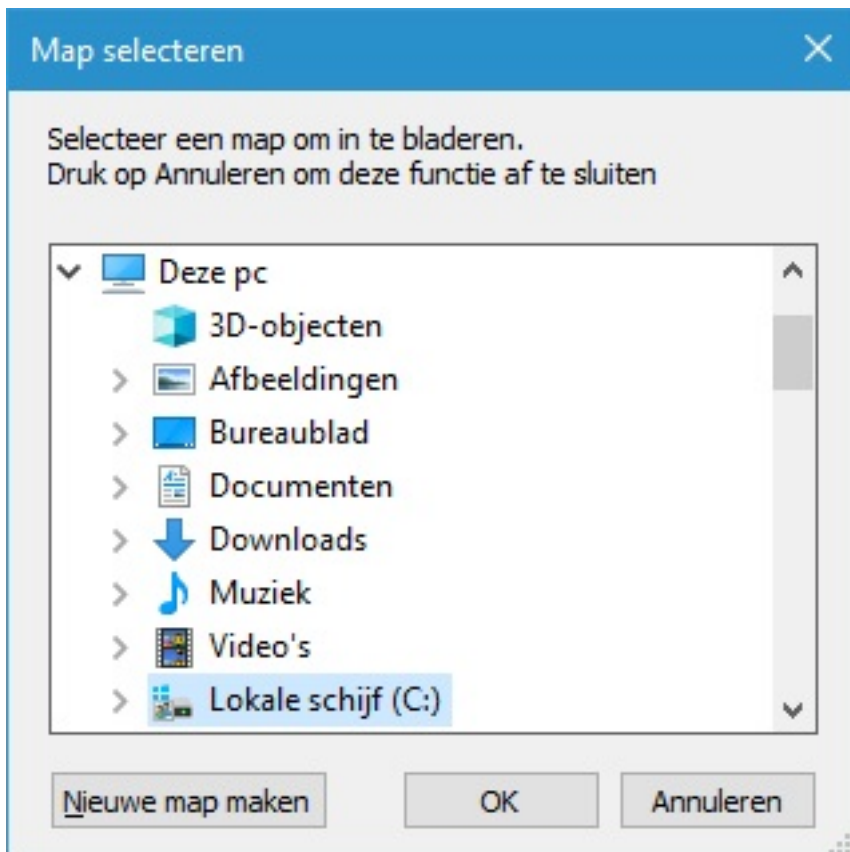 Map selecteren
Selecteer een map om in te bladeren.
Druk op Annuleren om deze functie af te sluiten
Deze pc
3D-objecten
Afbeeldingen
Bureaublad
Documenten
Downloads
Muziek
Video's
Lokale schijf (C:)
Nieuwe map maken OK Annuleren